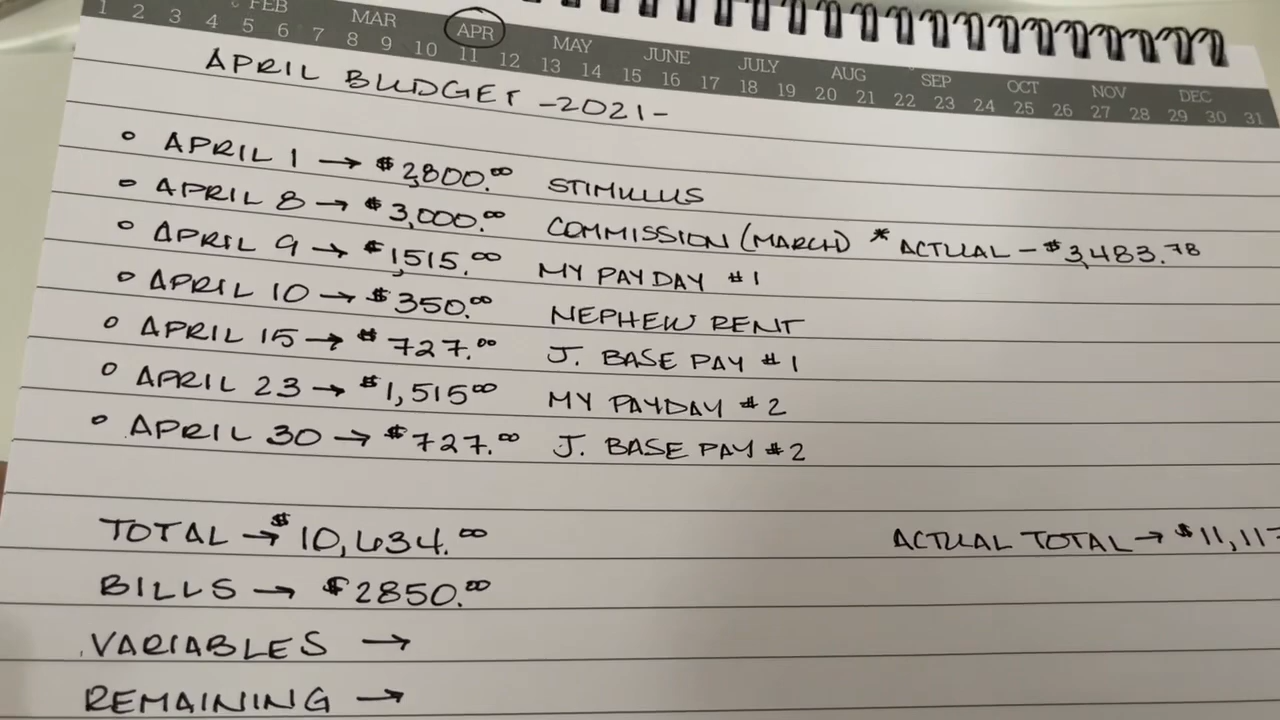 FEB MAR APR MAY JUNE JULY AUG SEP OCT NOV DEC
1 2 3 4 5 6 7 8 9 10 11 12 13 14 15 16 17 18 19 20 21 22 23 24 25 26 27 28 29 30 31
APRIL BUDGET -2021-
° APRIL 1 → $2,800.00 STIMULUS
° APRIL 8 → $3,000.00 COMMISSION (MARCH) * ACTUAL - $3,483.78
° APRIL 9 → $1,515.00 MY PAYDAY #1
° APRIL 10 → $350.00 NEPHEW RENT
° APRIL 15 → $727.00 J. BASE PAY #1
° APRIL 23 → $1,51500 MY PAYDAY #2
° APRIL 30 → $727.00 J. BASE PAY #2
TOTAL → $10,634.00 ACTUAL TOTAL → $11,117
BILLS → $2850.00
VARIABLES →
REMAINING →